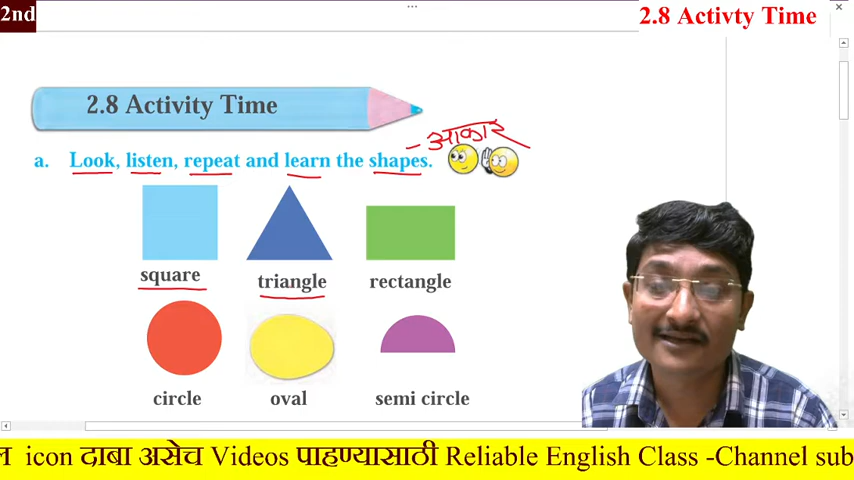 2nd
2.8 Activty Time
2.8 Activity Time
आकार
a. Look, listen, repeat and learn the shapes.
square
triangle
rectangle
circle
oval
semi circle
icon दाबा असेच Videos पाहण्यासाठी Reliable English Class -Channel sub